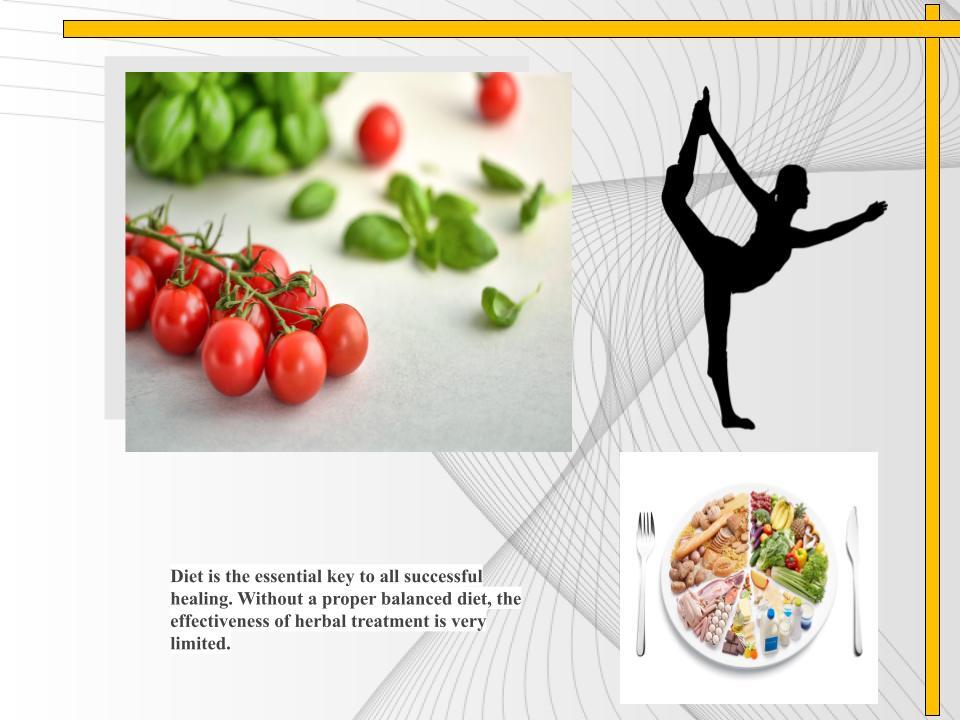 Diet is the essential key to all successful
healing. Without a proper balanced diet, the
effectiveness of herbal treatment is very
limited.